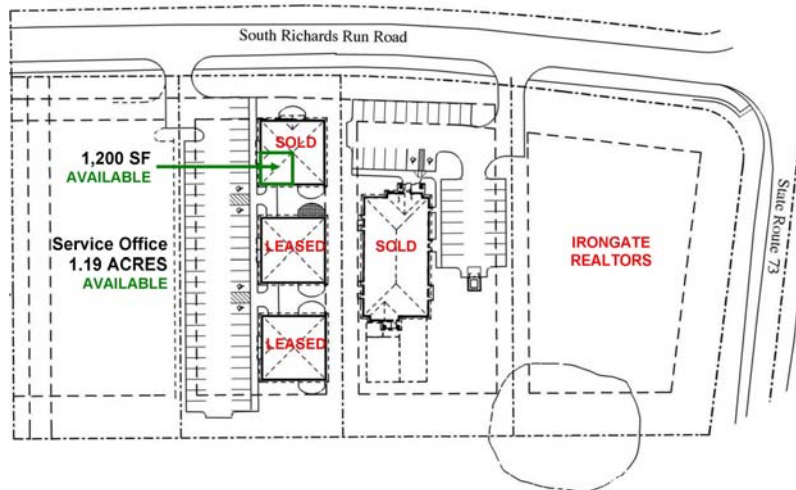 South Richards Run Road
SOLD
1,200 SF
AVAILABLE
Service Office
1.19 ACRES
AVAILABLE
LEASED
SOLD
IRONGATE
REALTORS
State Route 73
LEASED